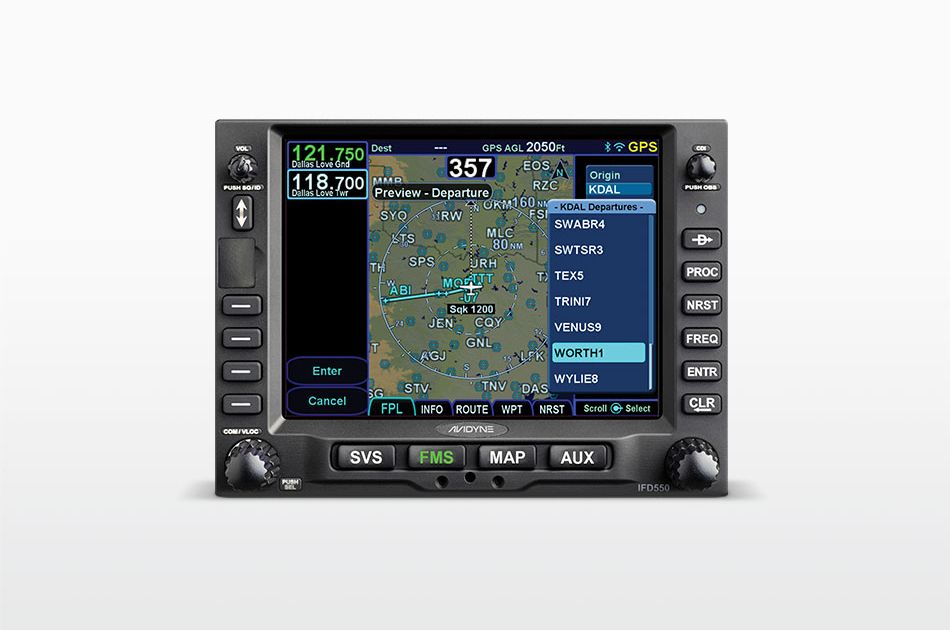 VOL
PUSH SQ/ID
121.750
Dallas Love Gnd
118.700
Dallas Love Twr
Dest
---
GPS AGL 2050Ft
GPS
357
Preview - Departure
Origin
KDAL
- KDAL Departures -
SWABR4
SWTSR3
TEX5
TRINI7
VENUS9
WORTH1
WYLIE8
EOS
N
RZC
MMB
OKM
160NM
SYO
IRW
LTS
MLC
80NM
SPS
URH
TTT
W
ABI
-07
Sqk 1200
JEN
CQY
24
GNL
AGJ
S
15
LFK
STV
TNV
DAS
Enter
Cancel
FPL
INFO
ROUTE
WPT
NRST
Scroll
Select
CDI
PUSH OBS
D
PROC
NRST
FREQ
ENTR
CLR
COM/VLOC
PUSH
SEL
AVIDYNE
SVS
FMS
MAP
AUX
IFD550